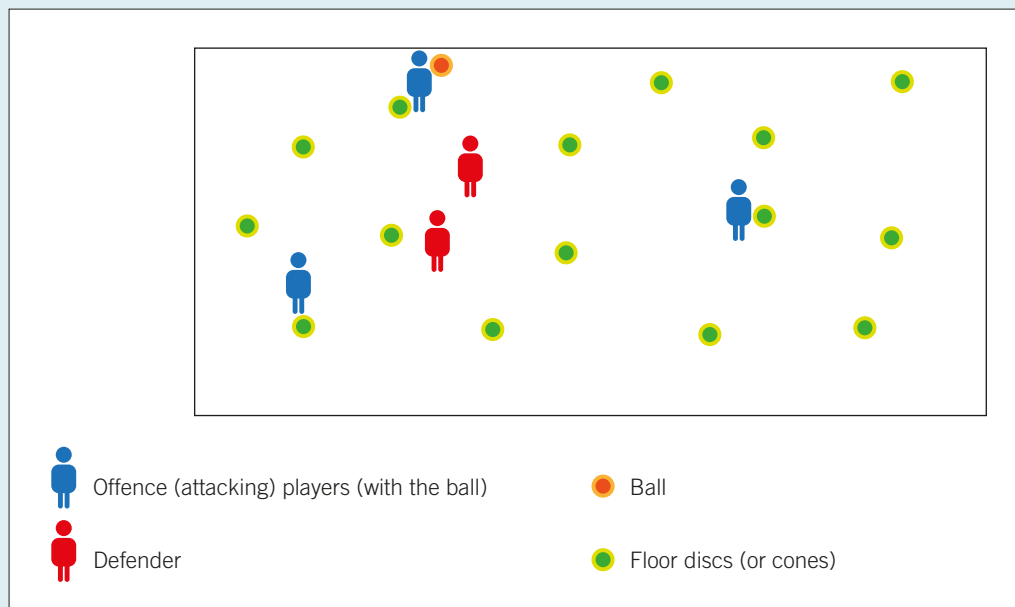 Offence (attacking) players (with the ball)
Ball
Defender
Floor discs (or cones)